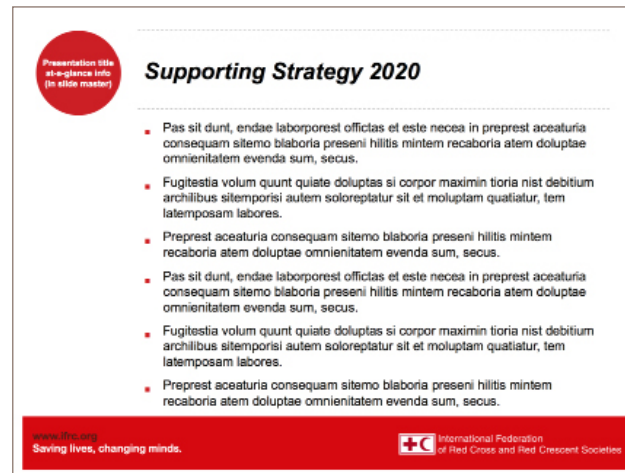 Presentation title
at-e-glance info
(in slide master)
Supporting Strategy 2020
Pas sit dunt, endae laborporest offictas et este necea in preprest aceaturia
consequam sitemo blaboria preseni hilitis mintem recaboria atem doluptae
omnienitatem evenda sum, secus.
Fugitestia volum quunt quiate doluptas si corpor maximin tioria nist debitium
archilibus sitemporisi autem soloreptatur sit et moluptam quatiatur, tem
latemposam labores.
Preprest aceaturia consequam sitemo blaboria preseni hilitis mintem
recaboria atem doluptae omnienitatem evenda sum, secus.
Pas sit dunt, endae laborporest offictas et este necea in preprest aceaturia
consequam sitemo blaboria preseni hilitis mintem recaboria atem doluptae
omnienitatem evenda sum, secus.
Fugitestia volum quunt quiate doluptas si corpor maximin tioria nist debitium
archilibus sitemporisi autem soloreptatur sit et moluptam quatiatur, tem
latemposam labores.
Preprest aceaturia consequam sitemo blaboria preseni hilitis mintem
recaboria atem doluptae omnienitatem evenda sum, secus.
www.ifrc.org
Saving lives, changing minds.
International Federation
of Red Cross and Red Crescent Societies